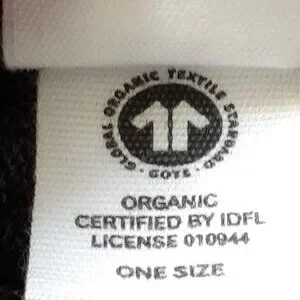 GLOBAL ORGANIC TEXTILE STANDARD
· GOTS ·
ORGANIC
CERTIFIED BY IDFL
LICENSE 010944
ONE SIZE